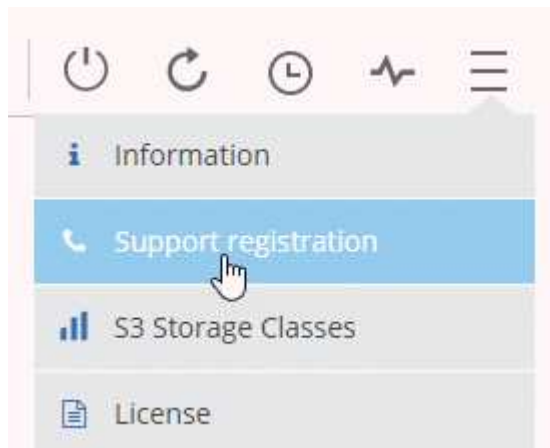 Information
Support registration
S3 Storage Classes
License